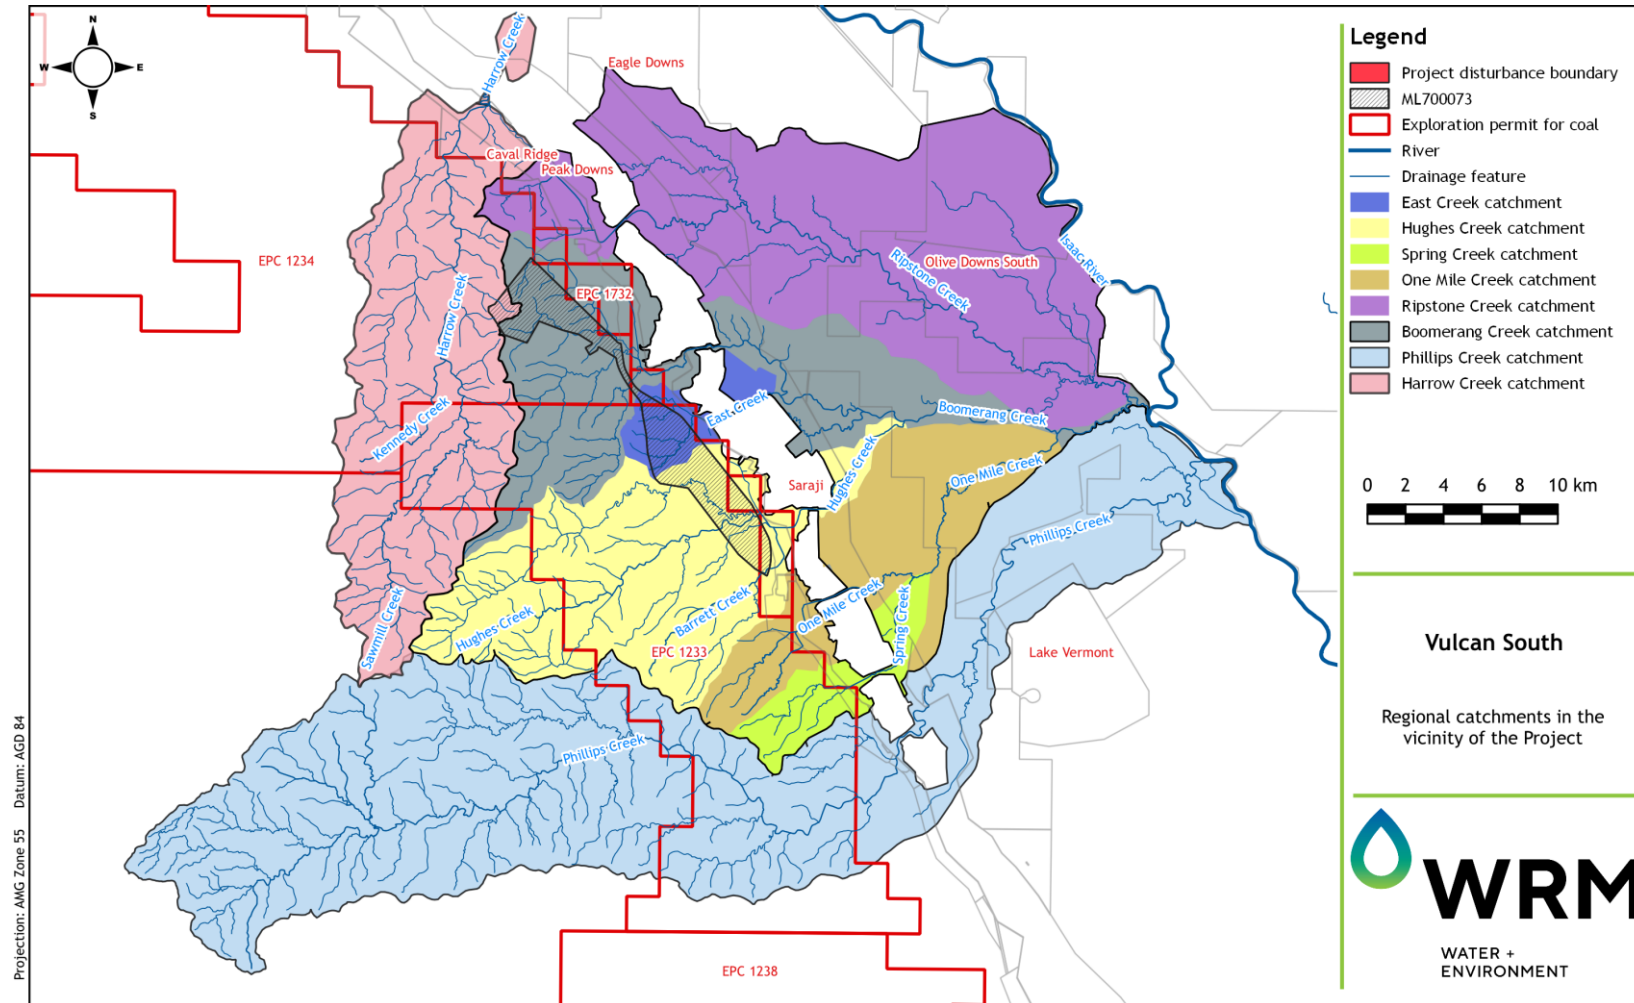 N
W
E
S
Harrow Creek
Eagle Downs
Caval Ridge
Peak Downs
EPC 1234
Isaac River
Olive Downs South
Ripstone Creek
EPC 1732
Harrow Creek
Kennedy Creek
East Creek
Boomerang Creek
Hughes Creek
One Mile Creek
Saraji
Phillips Creek
Sawmill Creek
Hughes Creek
Barrett Creek
One Mile Creek
Spring Creek
EPC 1233
Lake Vermont
Phillips Creek
EPC 1238
Projection: AMG Zone 55 Datum: AGD 84
Legend
Project disturbance boundary
ML700073
Exploration permit for coal
River
Drainage feature
East Creek catchment
Hughes Creek catchment
Spring Creek catchment
One Mile Creek catchment
Ripstone Creek catchment
Boomerang Creek catchment
Phillips Creek catchment
Harrow Creek catchment
0 2 4 6 8 10 km
Vulcan South
Regional catchments in the
vicinity of the Project
WRM
WATER +
ENVIRONMENT